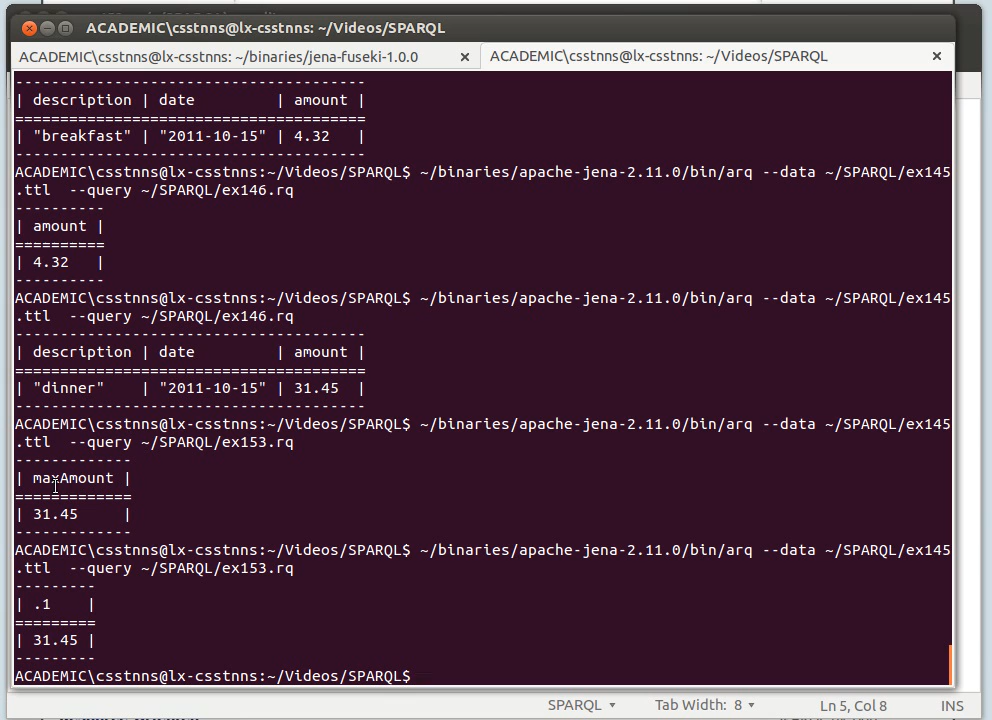 ACADEMIC\csstnns@lx-csstnns: ~/Videos/SPARQL
ACADEMIC\csstnns@lx-csstnns: ~/binaries/jena-fuseki-1.0.0
ACADEMIC\csstnns@lx-csstnns: ~/Videos/SPARQL
---------------------------------------
| description | date         | amount |
=======================================
| "breakfast" | "2011-10-15" | 4.32   |
---------------------------------------
ACADEMIC\csstnns@lx-csstnns:~/Videos/SPARQL$ ~/binaries/apache-jena-2.11.0/bin/arq --data ~/SPARQL/ex145
.ttl  --query ~/SPARQL/ex146.rq
----------
| amount |
==========
| 4.32   |
----------
ACADEMIC\csstnns@lx-csstnns:~/Videos/SPARQL$ ~/binaries/apache-jena-2.11.0/bin/arq --data ~/SPARQL/ex145
.ttl  --query ~/SPARQL/ex146.rq
---------------------------------------
| description | date         | amount |
=======================================
| "dinner"    | "2011-10-15" | 31.45  |
---------------------------------------
ACADEMIC\csstnns@lx-csstnns:~/Videos/SPARQL$ ~/binaries/apache-jena-2.11.0/bin/arq --data ~/SPARQL/ex145
.ttl  --query ~/SPARQL/ex153.rq
-------------
| maxAmount |
=============
| 31.45     |
-------------
ACADEMIC\csstnns@lx-csstnns:~/Videos/SPARQL$ ~/binaries/apache-jena-2.11.0/bin/arq --data ~/SPARQL/ex145
.ttl  --query ~/SPARQL/ex153.rq
---------
| .1    |
=========
| 31.45 |
---------
ACADEMIC\csstnns@lx-csstnns:~/Videos/SPARQL$
SPARQL Tab Width: 8 Ln 5, Col 8 INS